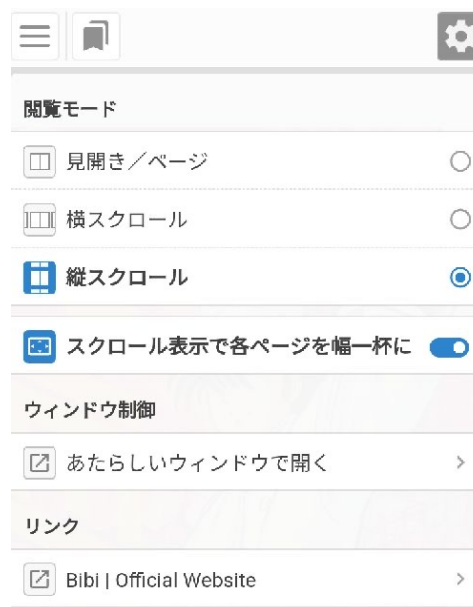 閲覧モード
見開き／ページ
横スクロール
縦スクロール
スクロール表示で各ページを幅一杯に
ウィンドウ制御
あたらしいウィンドウで開く
リンク
Bibi | Official Website